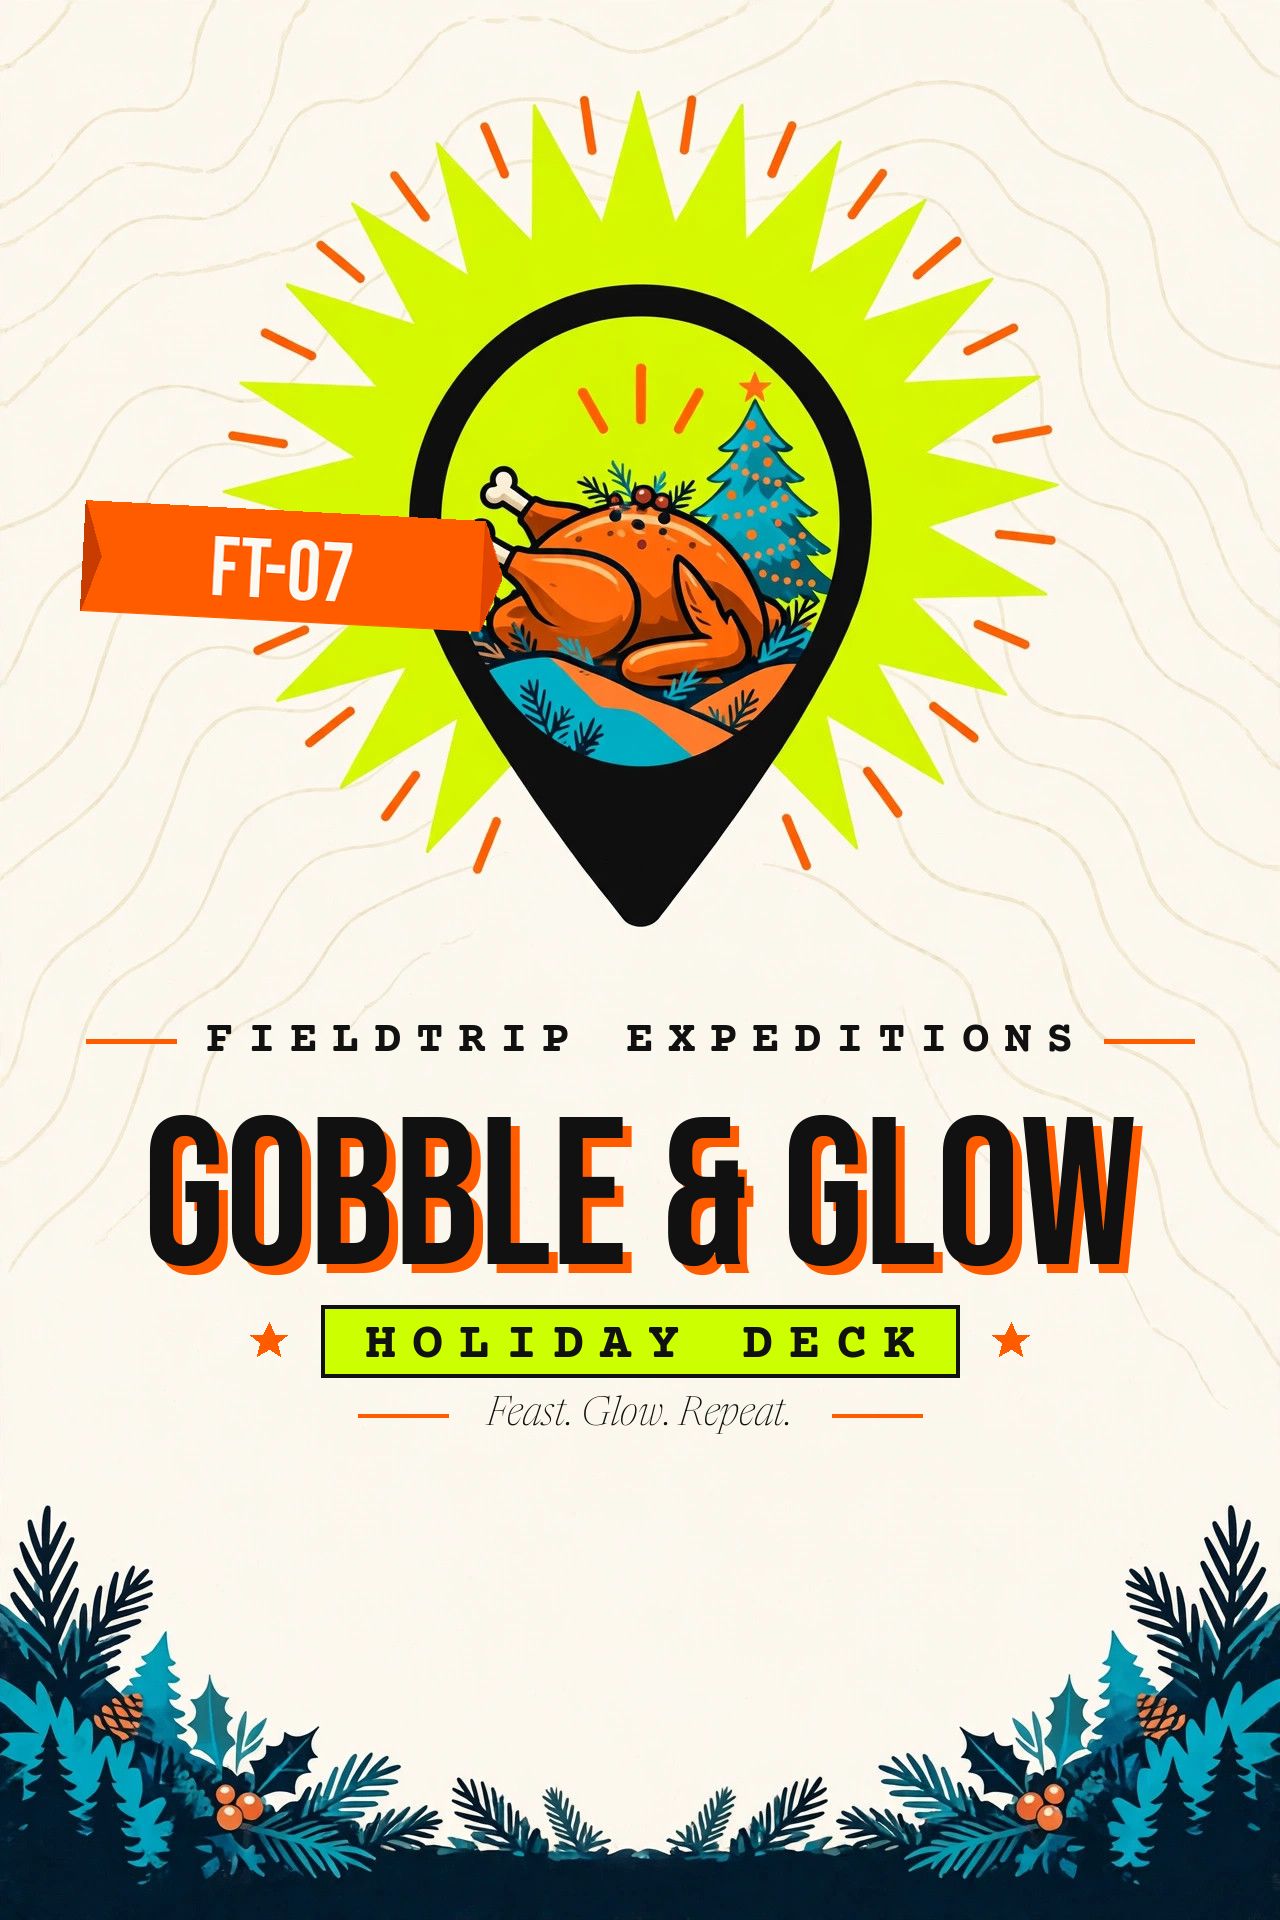 FT-07
FIELDTRIP EXPEDITIONS
GOBBLE & GLOW
HOLIDAY DECK
Feast. Glow. Repeat.